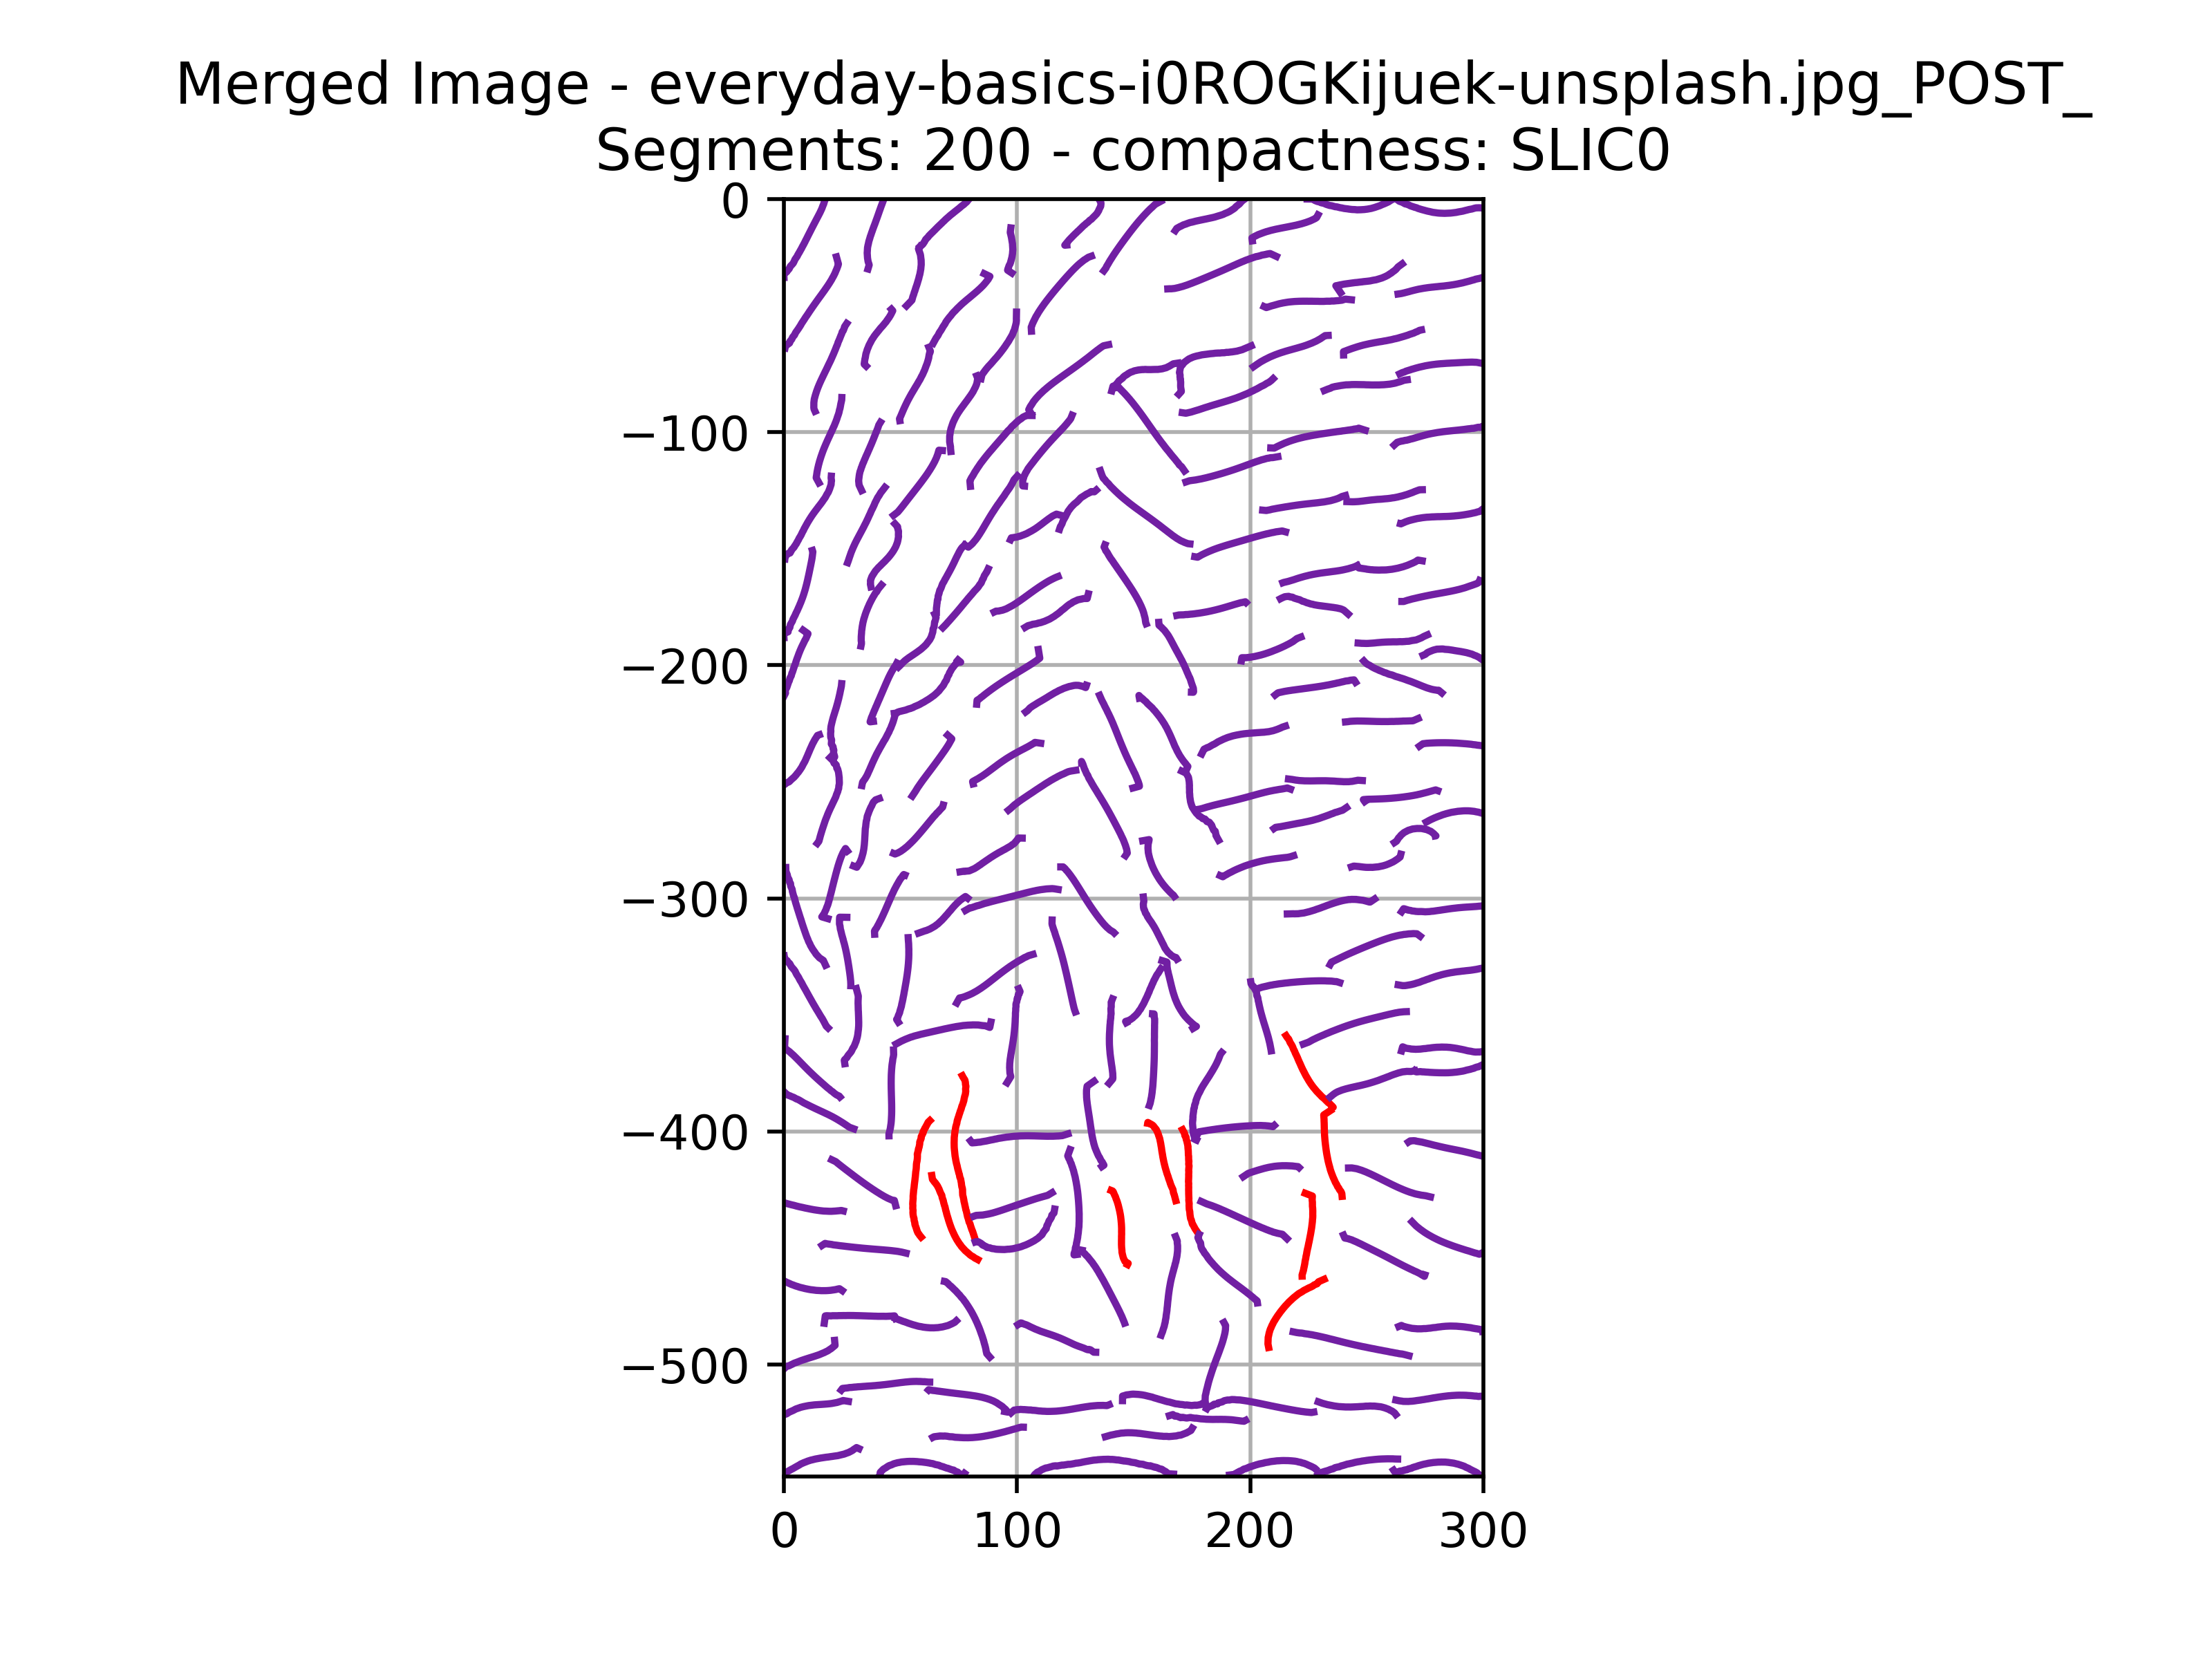 Merged Image - everyday-basics-i0ROGKijuek-unsplash.jpg_POST_
Segments: 200 - compactness: SLIC0
0
−100
−200
−300
−400
−500
0 100 200 300